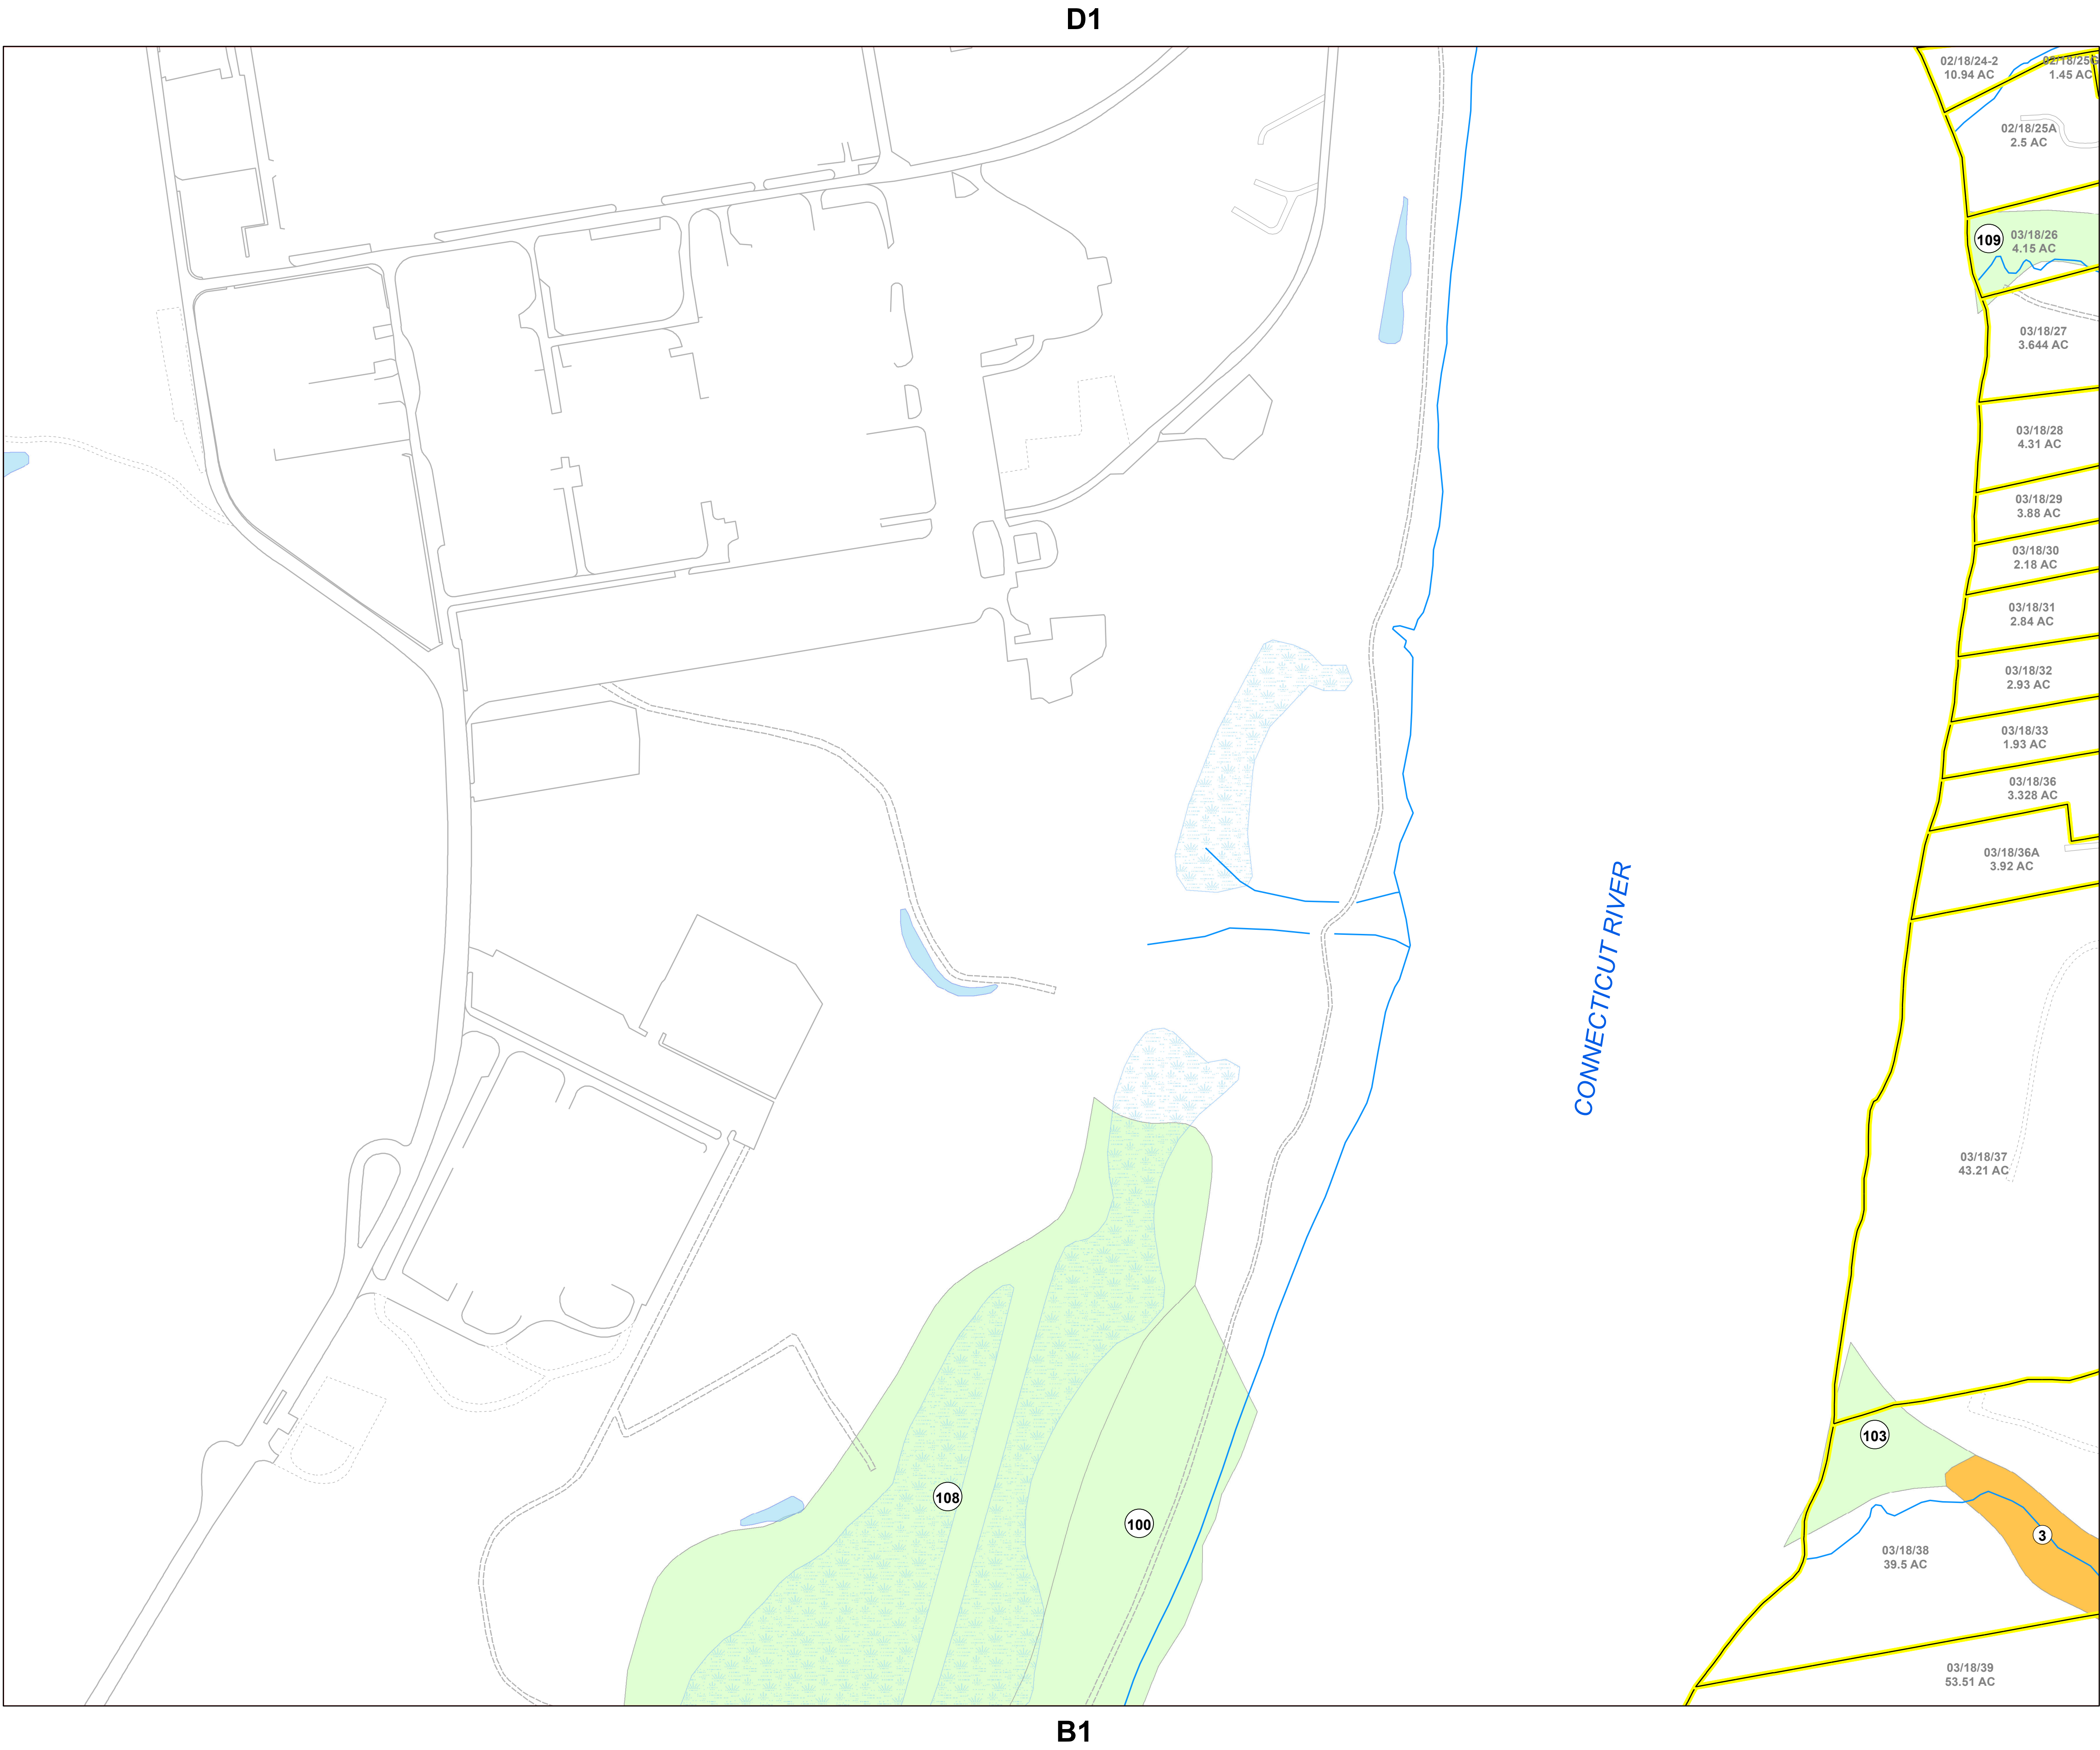 D1
02/18/24-2
10.94 AC
1.45 AC
02/18/25A
2.5 AC
109
03/18/26
4.15 AC
03/18/27
3.644 AC
03/18/28
4.31 AC
03/18/29
3.88 AC
03/18/30
2.18 AC
03/18/31
2.84 AC
03/18/32
2.93 AC
03/18/33
1.93 AC
03/18/36
3.328 AC
03/18/36A
3.92 AC
CONNECTICUT RIVER
03/18/37
43.21 AC
103
108
100
3
03/18/38
39.5 AC
03/18/39
53.51 AC
B1